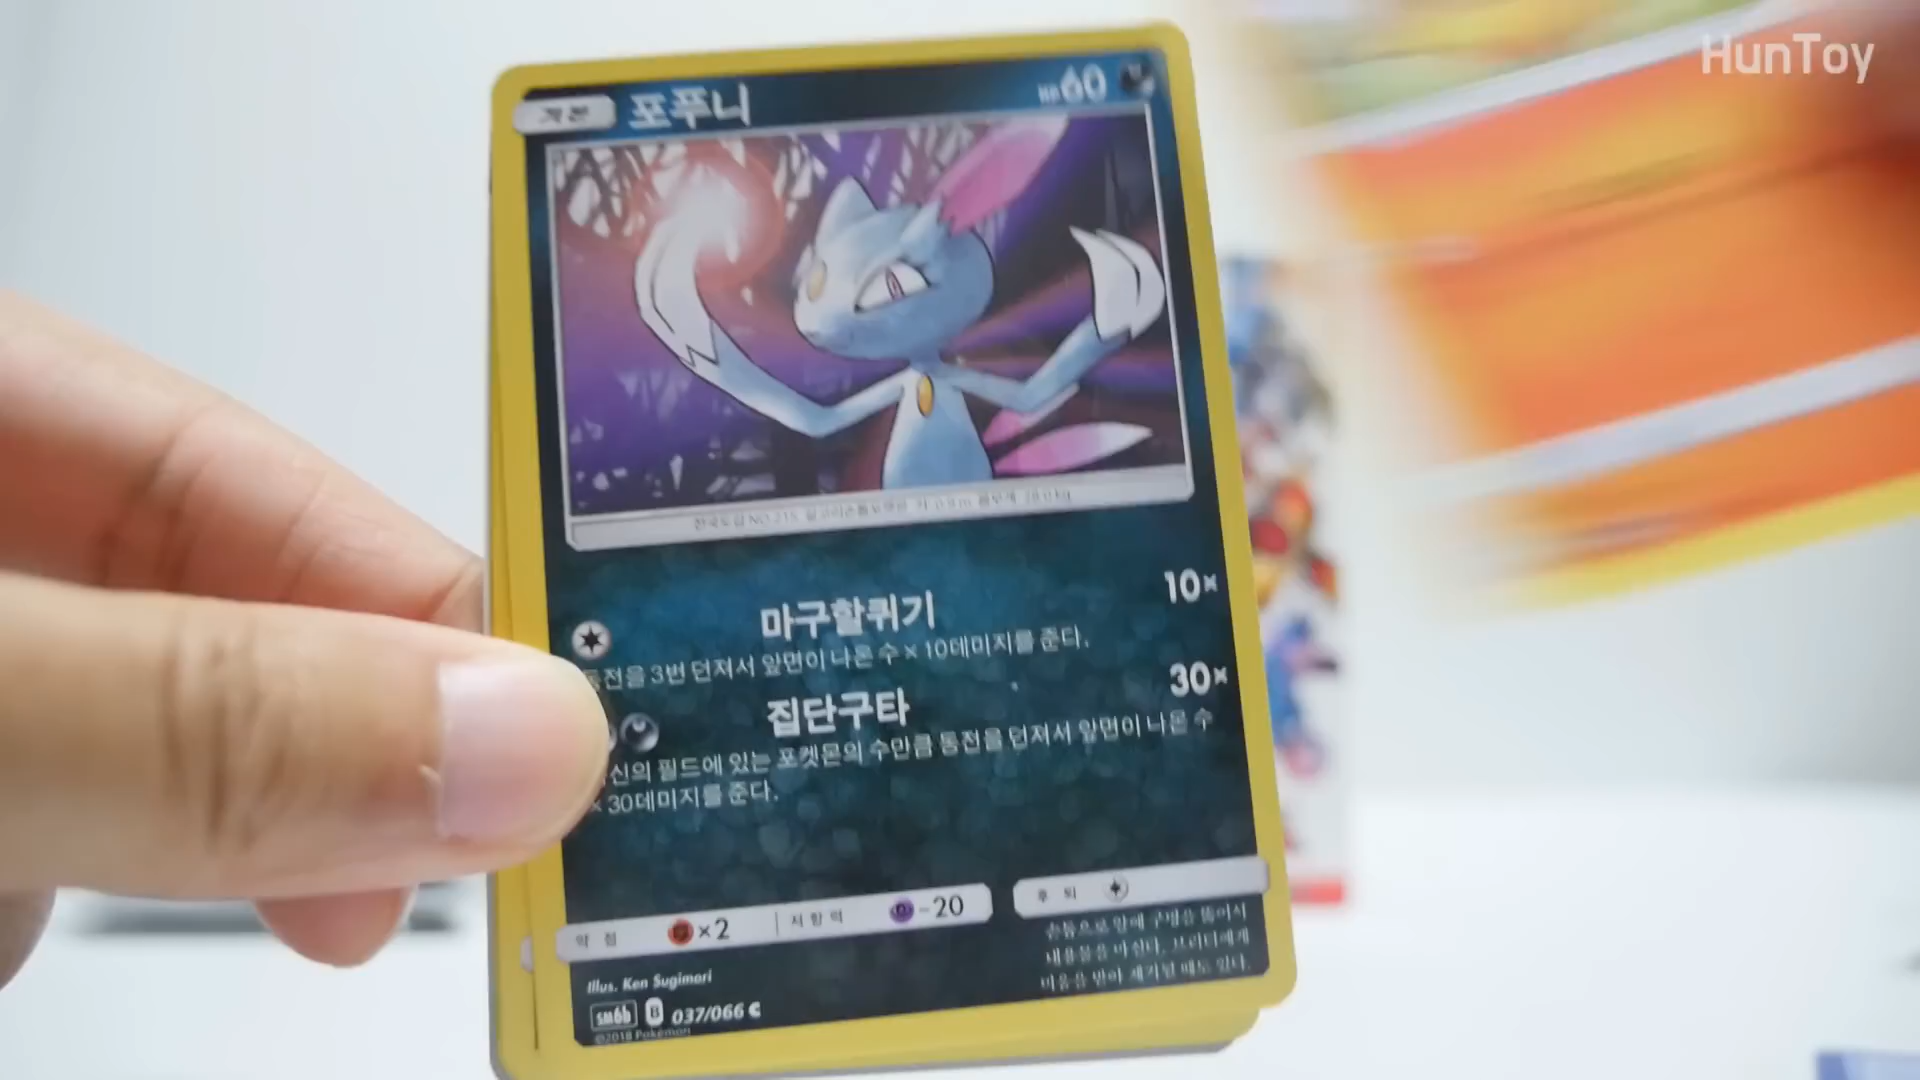 HunToy
기본 포푸니 HP 60
마구할퀴기 10×
동전을 3번 던져서 앞면이 나온 수 × 10데미지를 준다.
집단구타 30×
신의 필드에 있는 포켓몬의 수만큼 동전을 던져서 앞면이 나온 수
× 30데미지를 준다.
약점 ×2 저항력 -20 후퇴
Illus. Ken Sugimori
sm6b B 037/066 C
©2018 Pokémon